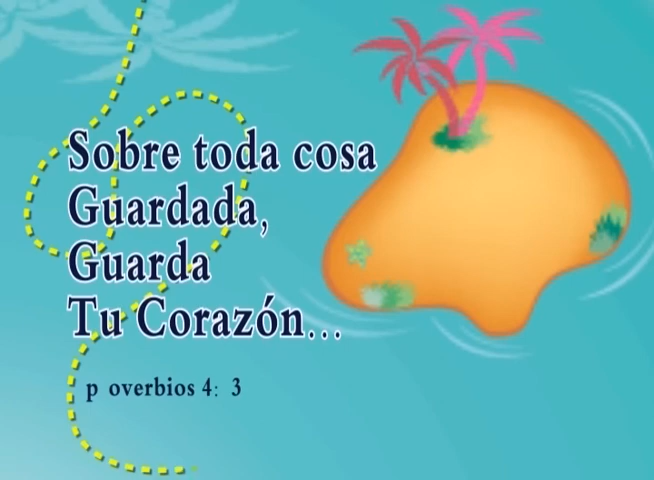 Sobre toda cosa
Guardada,
Guarda
Tu Corazón...
p overbios 4: 3